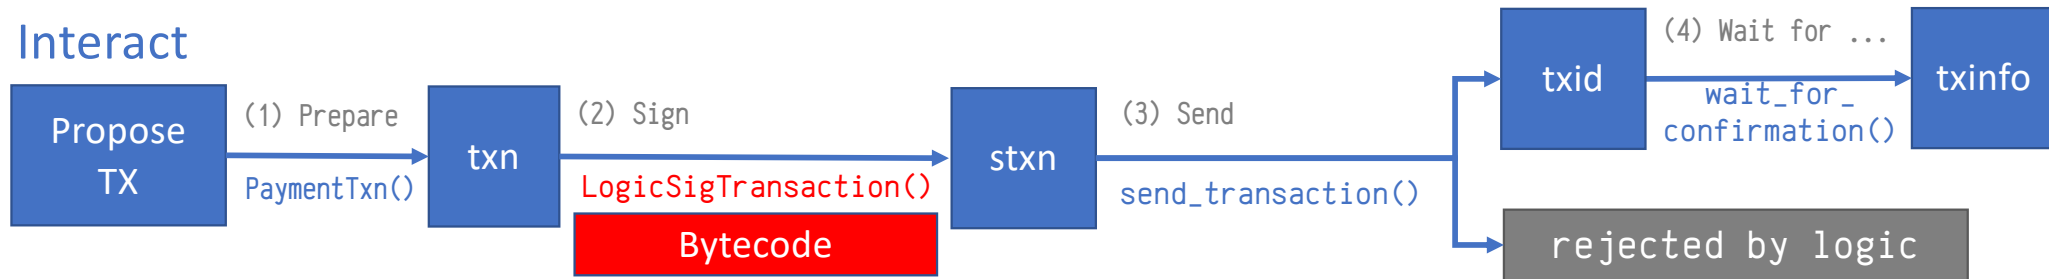 Interact
Propose
TX
(1) Prepare
PaymentTxn()
txn
(2) Sign
LogicSigTransaction()
Bytecode
stxn
(3) Send
send_transaction()
txid
(4) Wait for ...
wait_for_
confirmation()
txinfo
rejected by logic